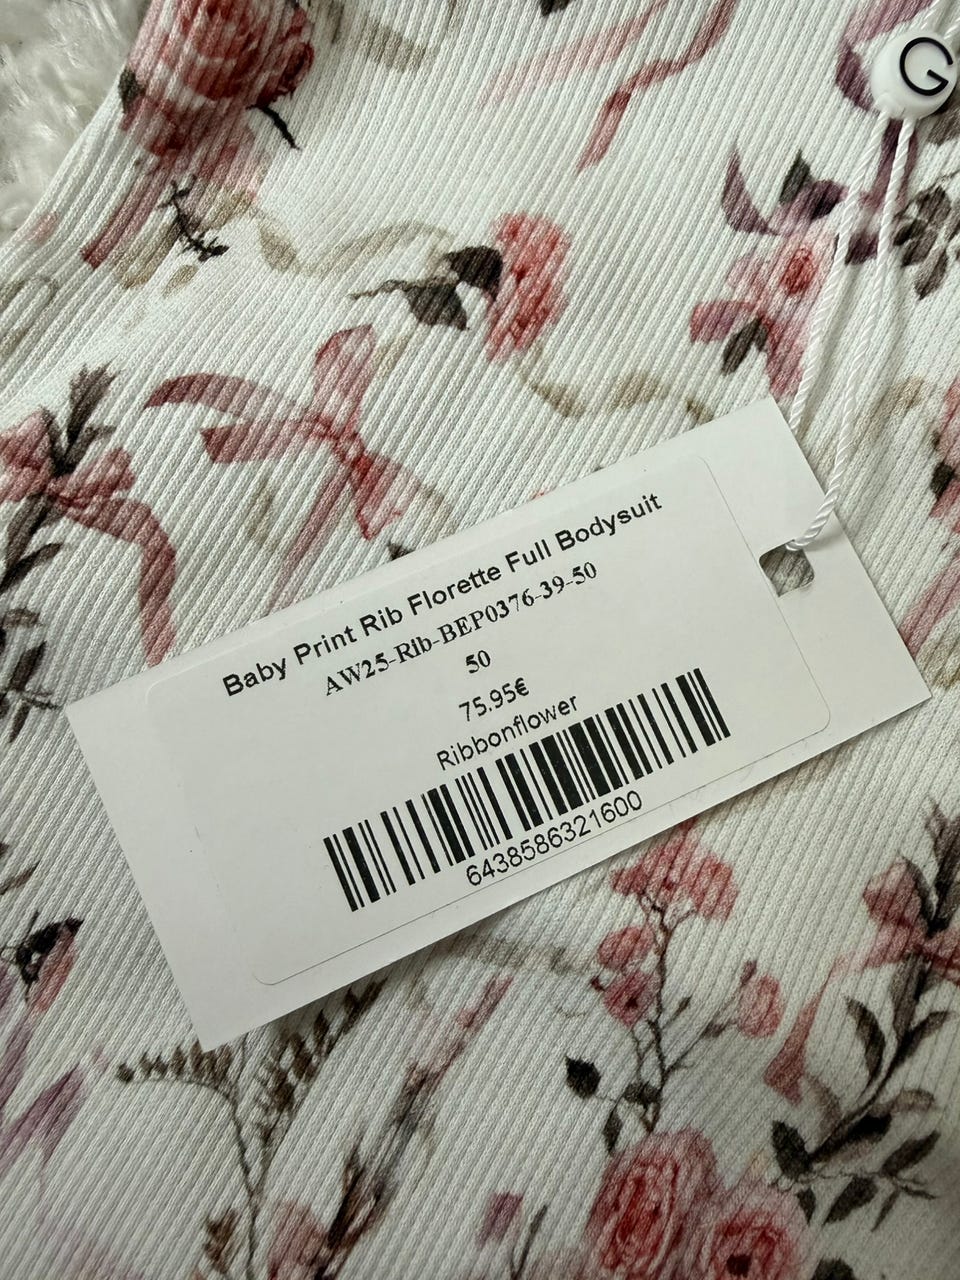 G
Baby Print Rib Florette Full Bodysuit
AW25-Rib-BEP0376-39-50
50
75.95€
Ribbonflower
6438586321600